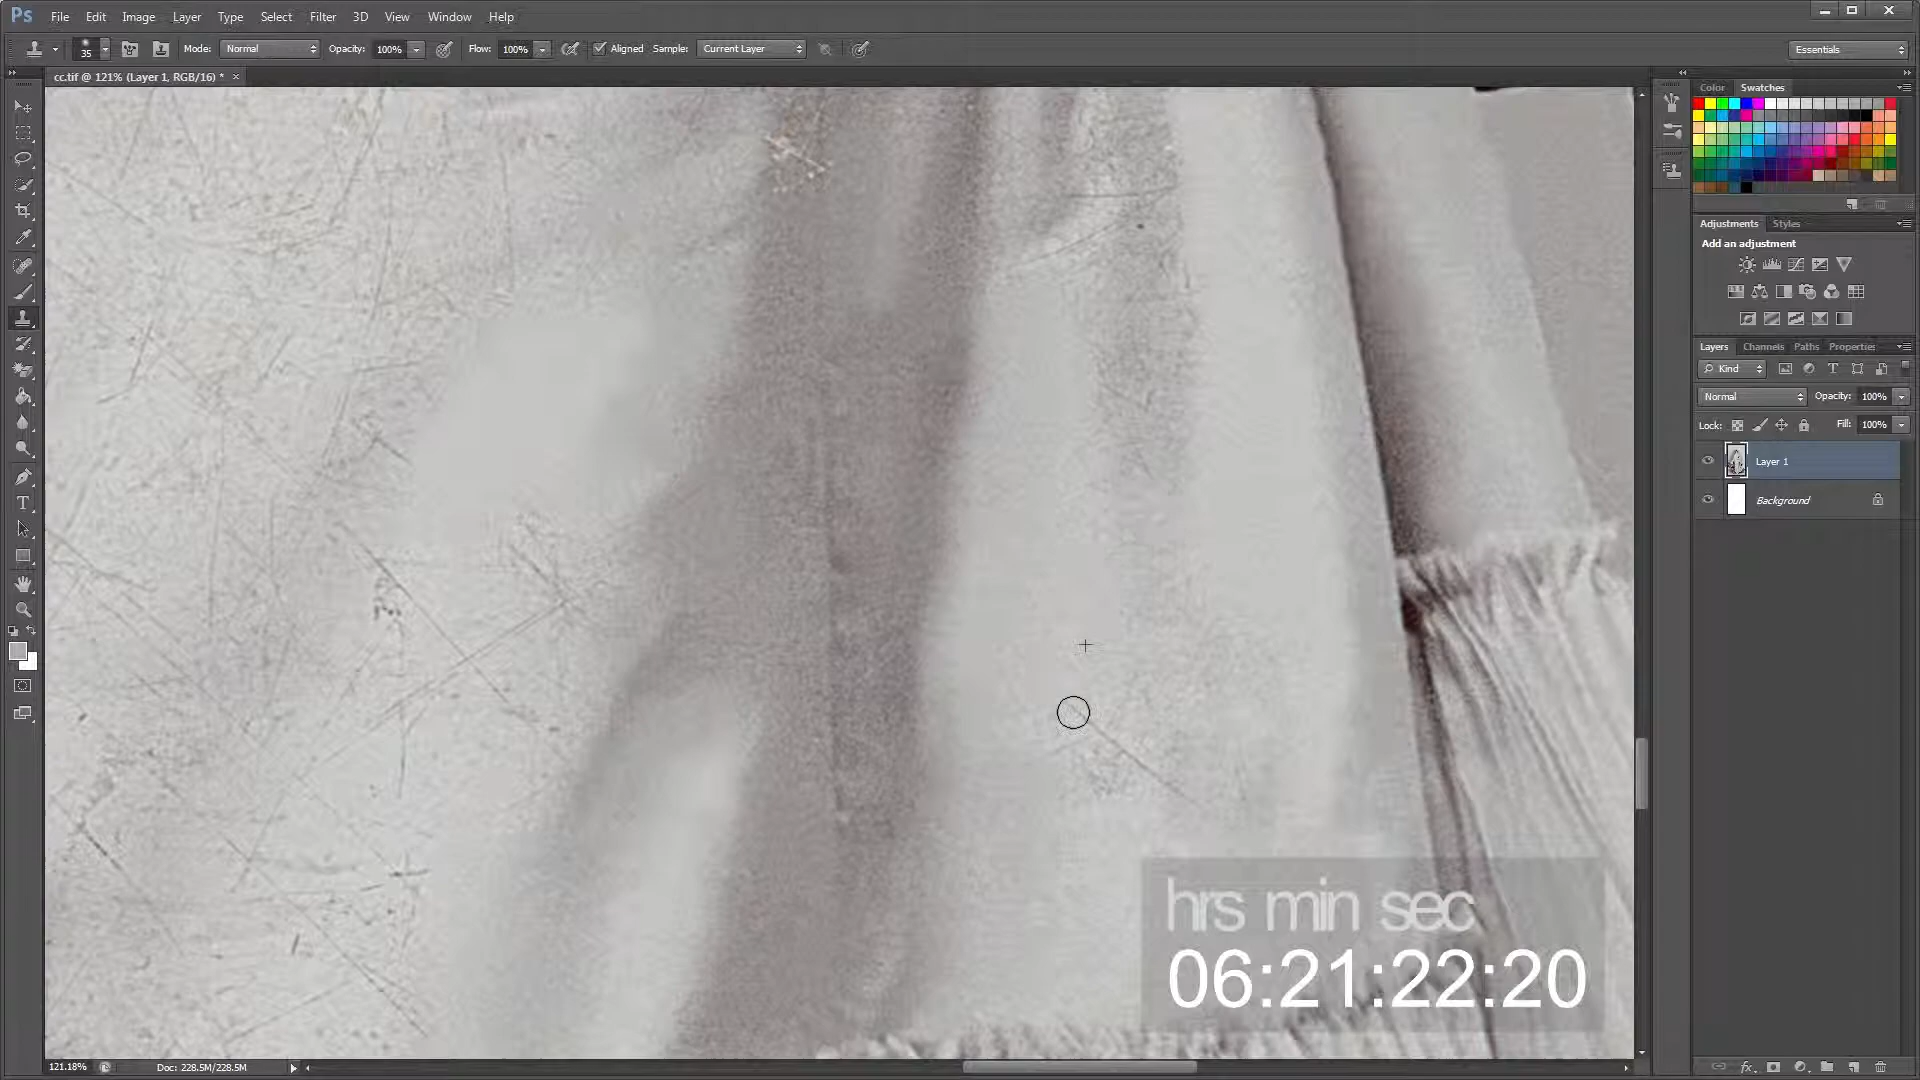 Ps File Edit Image Layer Type Select Filter 3D View Window Help
35 Mode: Normal Opacity: 100% Flow: 100% Aligned Sample: Current Layer Essentials
cc.tif @ 121% (Layer 1, RGB/16) * ×
Color Swatches
Adjustments Styles
Add an adjustment
Layers Channels Paths Properties
Kind
Normal Opacity: 100%
Lock: Fill: 100%
Layer 1
Background
hrs min sec
06:21:22:20
121.18% Doc: 228.5M/228.5M
fx